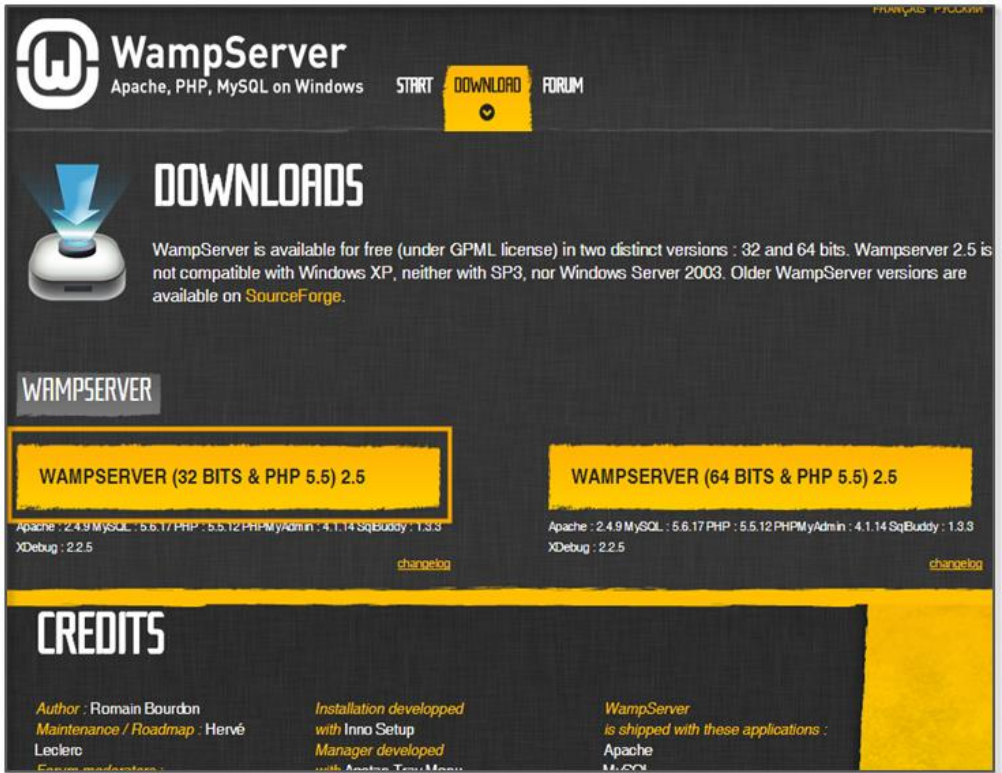 FRANÇAIS РУССКИЙ
WampServer
Apache, PHP, MySQL on Windows
START DOWNLOAD FORUM
DOWNLOADS
WampServer is available for free (under GPML license) in two distinct versions : 32 and 64 bits. Wampserver 2.5 is
not compatible with Windows XP, neither with SP3, nor Windows Server 2003. Older WampServer versions are
available on SourceForge.
WAMPSERVER
WAMPSERVER (32 BITS & PHP 5.5) 2.5
Apache : 2.4.9 MySQL : 5.6.17 PHP : 5.5.12 PHPMyAdmin : 4.1.14 SqlBuddy : 1.3.3
XDebug : 2.2.5
changelog
WAMPSERVER (64 BITS & PHP 5.5) 2.5
Apache : 2.4.9 MySQL : 5.6.17 PHP : 5.5.12 PHPMyAdmin : 4.1.14 SqlBuddy : 1.3.3
XDebug : 2.2.5
changelog
CREDITS
Author : Romain Bourdon
Maintenance / Roadmap : Hervé
Leclerc
Forum moderators :
Installation developped
with Inno Setup
Manager developed
with Aestan Tray Menu
WampServer
is shipped with these applications :
Apache
MySQL